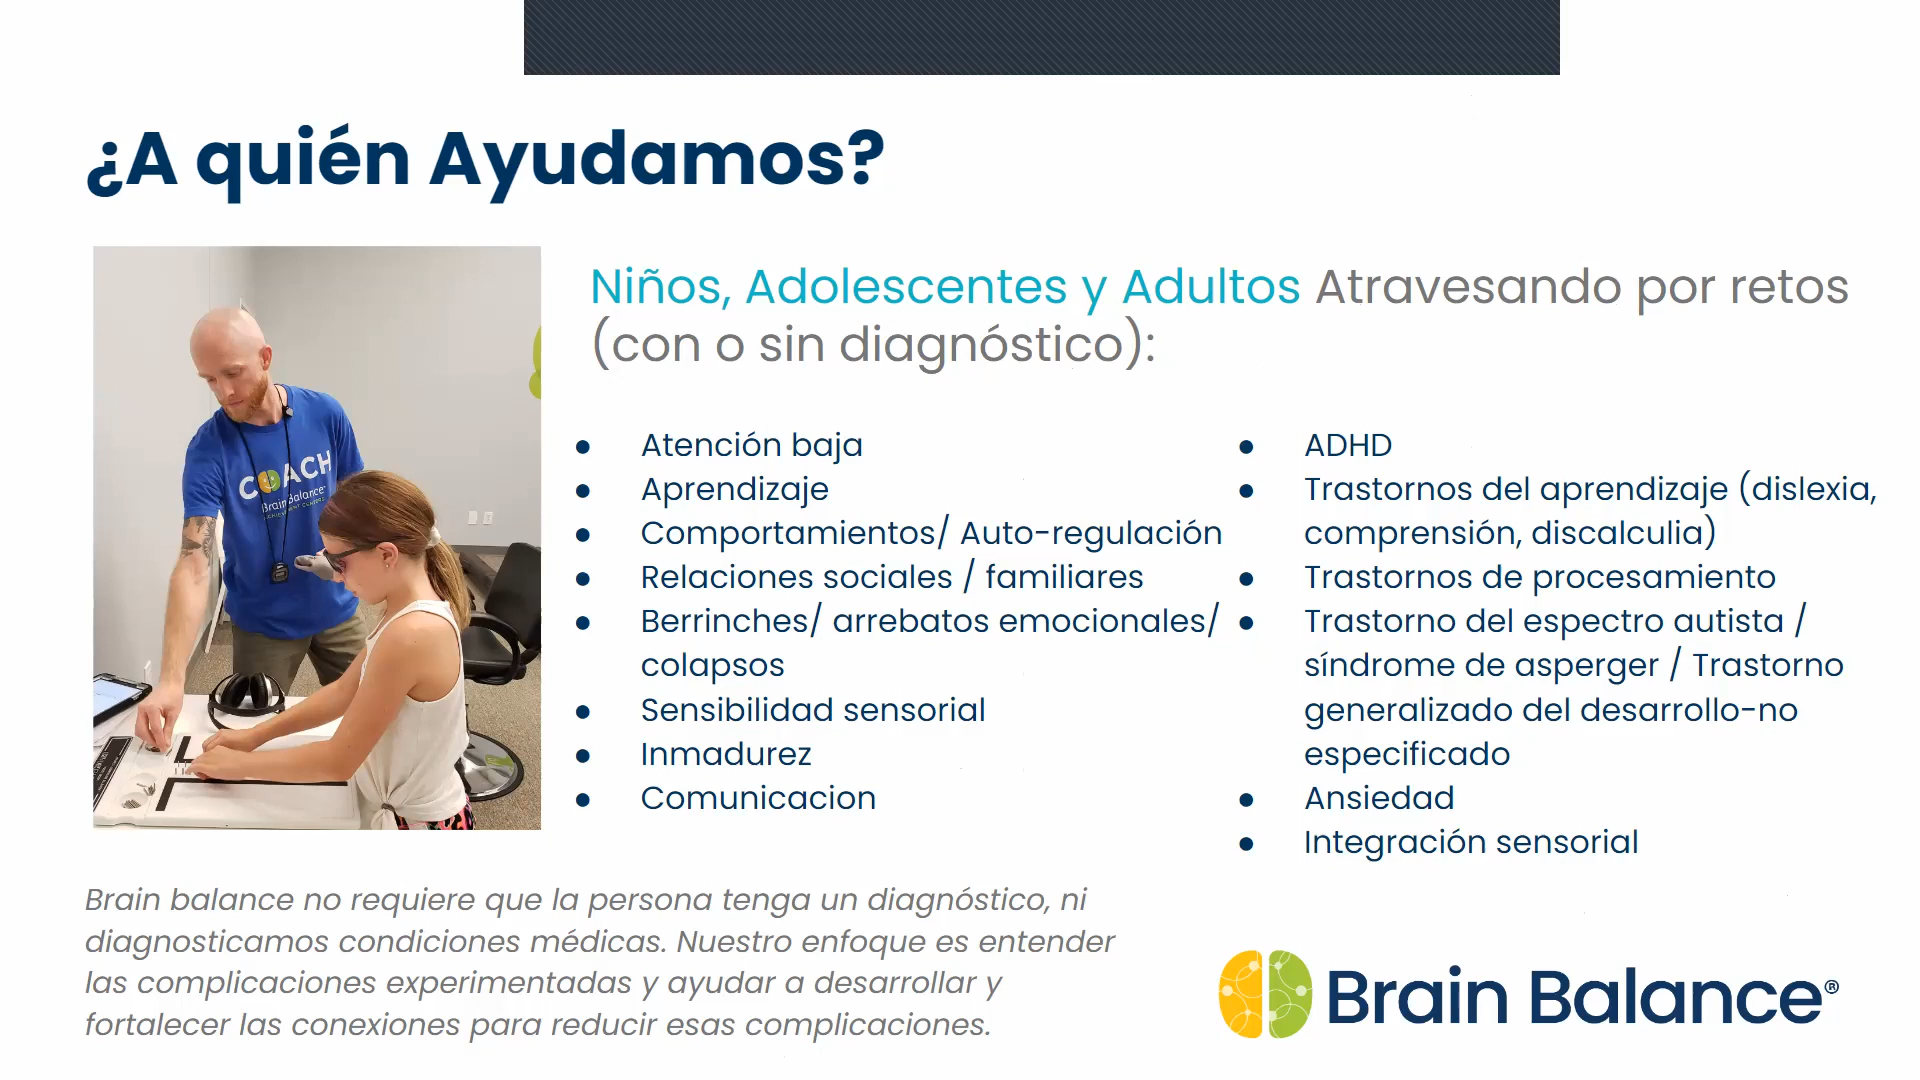 ¿A quién Ayudamos?
Niños, Adolescentes y Adultos Atravesando por retos
(con o sin diagnóstico):
● Atención baja
● Aprendizaje
● Comportamientos/ Auto-regulación
● Relaciones sociales / familiares
● Berrinches/ arrebatos emocionales/
colapsos
● Sensibilidad sensorial
● Inmadurez
● Comunicacion
● ADHD
● Trastornos del aprendizaje (dislexia,
comprensión, discalculia)
● Trastornos de procesamiento
● Trastorno del espectro autista /
síndrome de asperger / Trastorno
generalizado del desarrollo-no
especificado
● Ansiedad
● Integración sensorial
COACH
Brain Balance
Brain balance no requiere que la persona tenga un diagnóstico, ni
diagnosticamos condiciones médicas. Nuestro enfoque es entender
las complicaciones experimentadas y ayudar a desarrollar y
fortalecer las conexiones para reducir esas complicaciones.
Brain Balance®